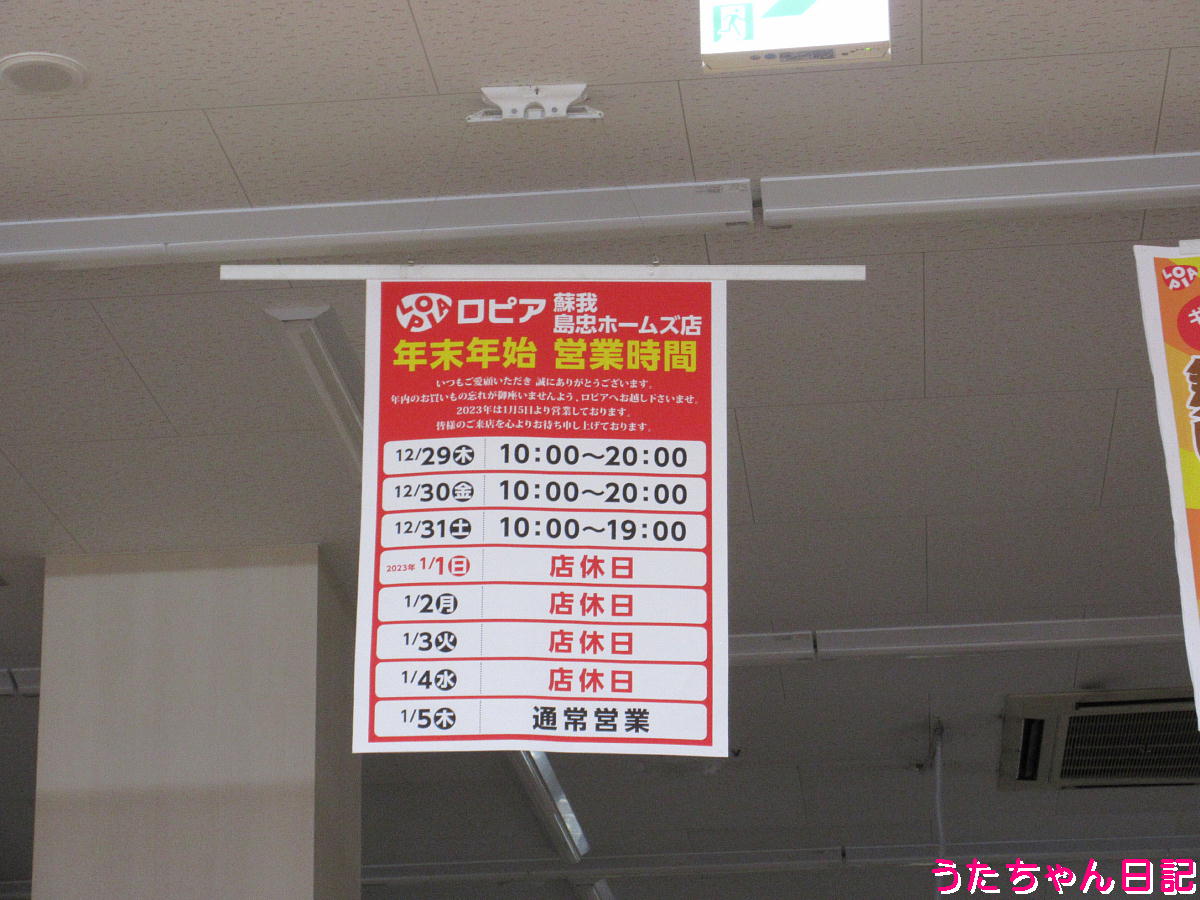 LOPIA ロピア 蘇我
島忠ホームズ店
年末年始 営業時間
いつもご愛顧いただき 誠にありがとうございます。
年内のお買いもの忘れが御座いませんよう、ロピアへお越し下さいませ。
2023年は1月5日より営業しております。
皆様のご来店を心よりお待ち申し上げております。
12/29木 10:00～20:00
12/30金 10:00～20:00
12/31土 10:00～19:00
2023年 1/1日 店休日
1/2月 店休日
1/3火 店休日
1/4水 店休日
1/5木 通常営業
LOPIA
うたちゃん日記